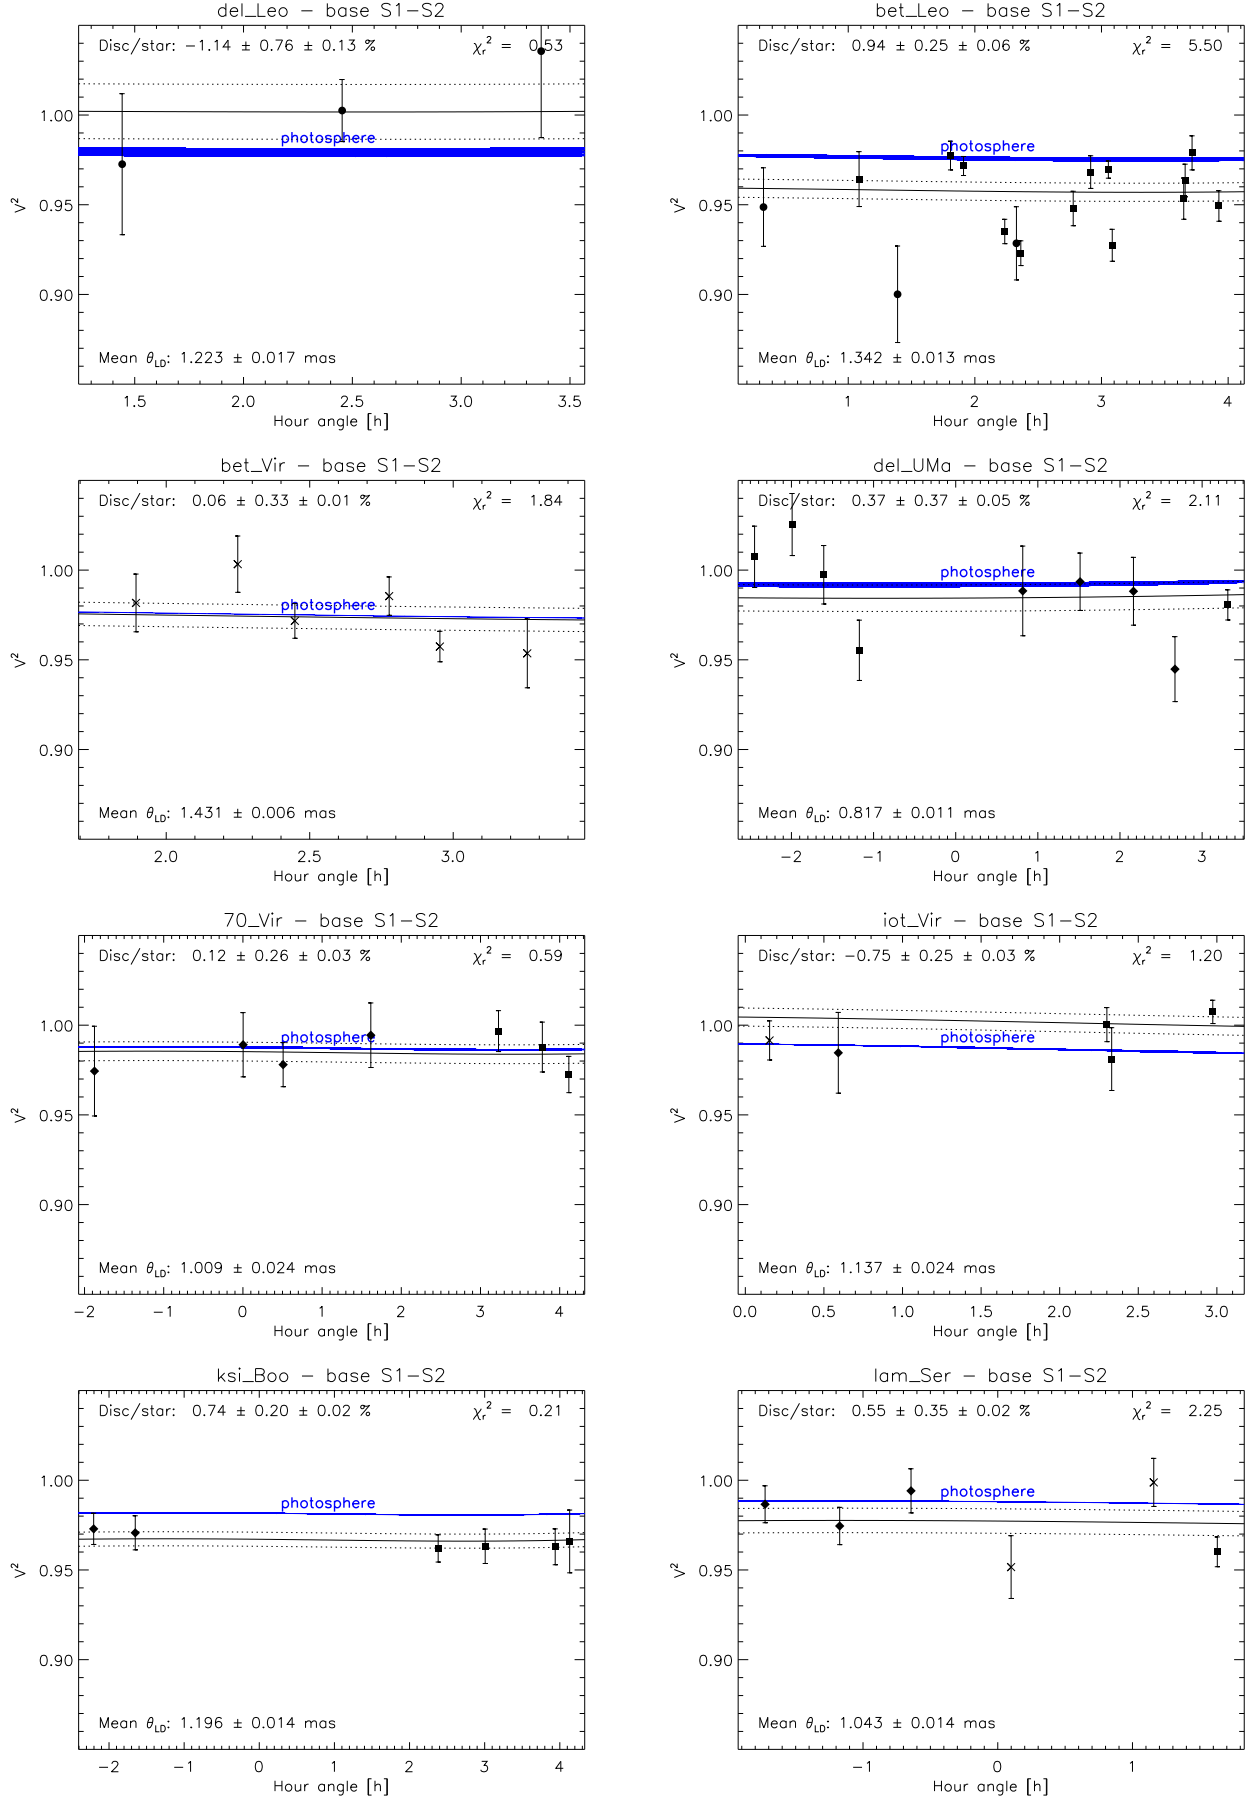 del_Leo − base S1−S2
Disc/star: −1.14 ± 0.76 ± 0.13 %
χr² = 0.53
1.00
0.95
0.90
V²
photosphere
Mean θLD: 1.223 ± 0.017 mas
1.5 2.0 2.5 3.0 3.5
Hour angle [h]
bet_Leo − base S1−S2
Disc/star: 0.94 ± 0.25 ± 0.06 %
χr² = 5.50
1.00
0.95
0.90
V²
photosphere
Mean θLD: 1.342 ± 0.013 mas
1 2 3 4
Hour angle [h]
bet_Vir − base S1−S2
Disc/star: 0.06 ± 0.33 ± 0.01 %
χr² = 1.84
1.00
0.95
0.90
V²
photosphere
Mean θLD: 1.431 ± 0.006 mas
2.0 2.5 3.0
Hour angle [h]
del_UMa − base S1−S2
Disc/star: 0.37 ± 0.37 ± 0.05 %
χr² = 2.11
1.00
0.95
0.90
V²
photosphere
Mean θLD: 0.817 ± 0.011 mas
−2 −1 0 1 2 3
Hour angle [h]
70_Vir − base S1−S2
Disc/star: 0.12 ± 0.26 ± 0.03 %
χr² = 0.59
1.00
0.95
0.90
V²
photosphere
Mean θLD: 1.009 ± 0.024 mas
−2 −1 0 1 2 3 4
Hour angle [h]
iot_Vir − base S1−S2
Disc/star: −0.75 ± 0.25 ± 0.03 %
χr² = 1.20
1.00
0.95
0.90
V²
photosphere
Mean θLD: 1.137 ± 0.024 mas
0.0 0.5 1.0 1.5 2.0 2.5 3.0
Hour angle [h]
ksi_Boo − base S1−S2
Disc/star: 0.74 ± 0.20 ± 0.02 %
χr² = 0.21
1.00
0.95
0.90
V²
photosphere
Mean θLD: 1.196 ± 0.014 mas
−2 −1 0 1 2 3 4
Hour angle [h]
lam_Ser − base S1−S2
Disc/star: 0.55 ± 0.35 ± 0.02 %
χr² = 2.25
1.00
0.95
0.90
V²
photosphere
Mean θLD: 1.043 ± 0.014 mas
−1 0 1
Hour angle [h]